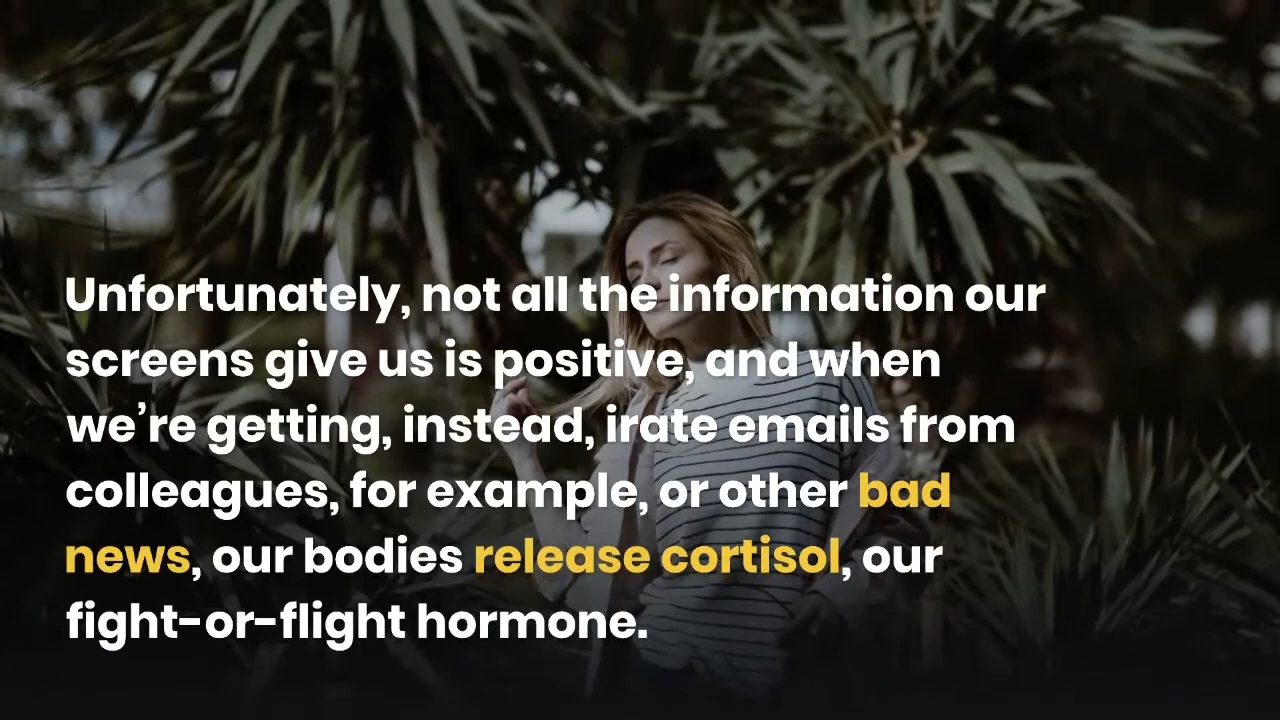 Unfortunately, not all the information our
screens give us is positive, and when
we’re getting, instead, irate emails from
colleagues, for example, or other bad
news, our bodies release cortisol, our
fight-or-flight hormone.